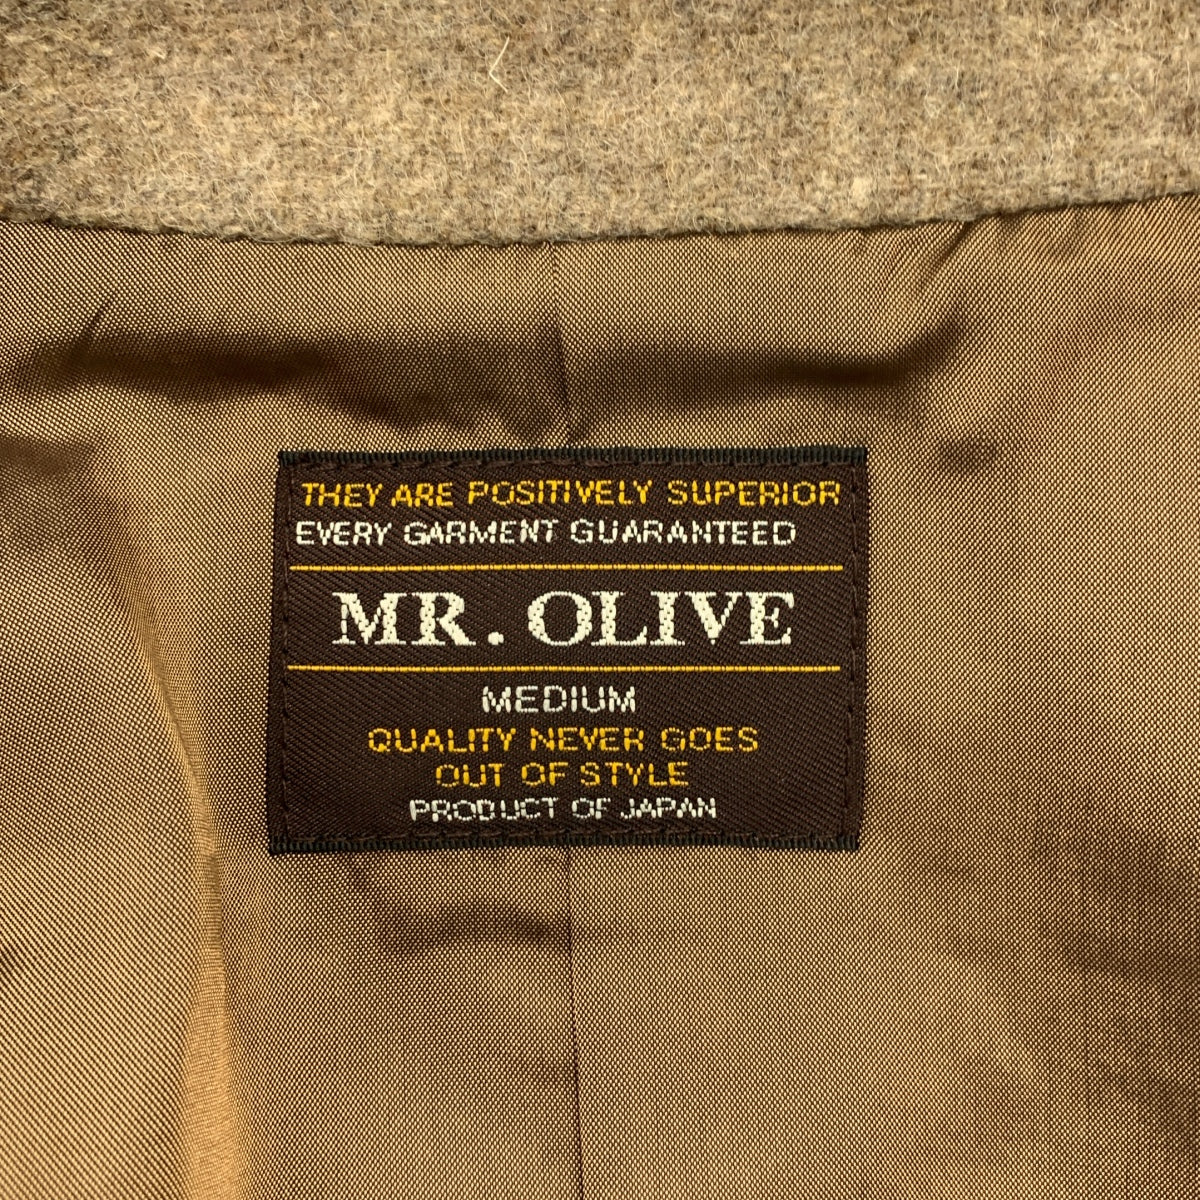 THEY ARE POSITIVELY SUPERIOR
EVERY GARMENT GUARANTEED
MR. OLIVE
MEDIUM
QUALITY NEVER GOES
OUT OF STYLE
PRODUCT OF JAPAN